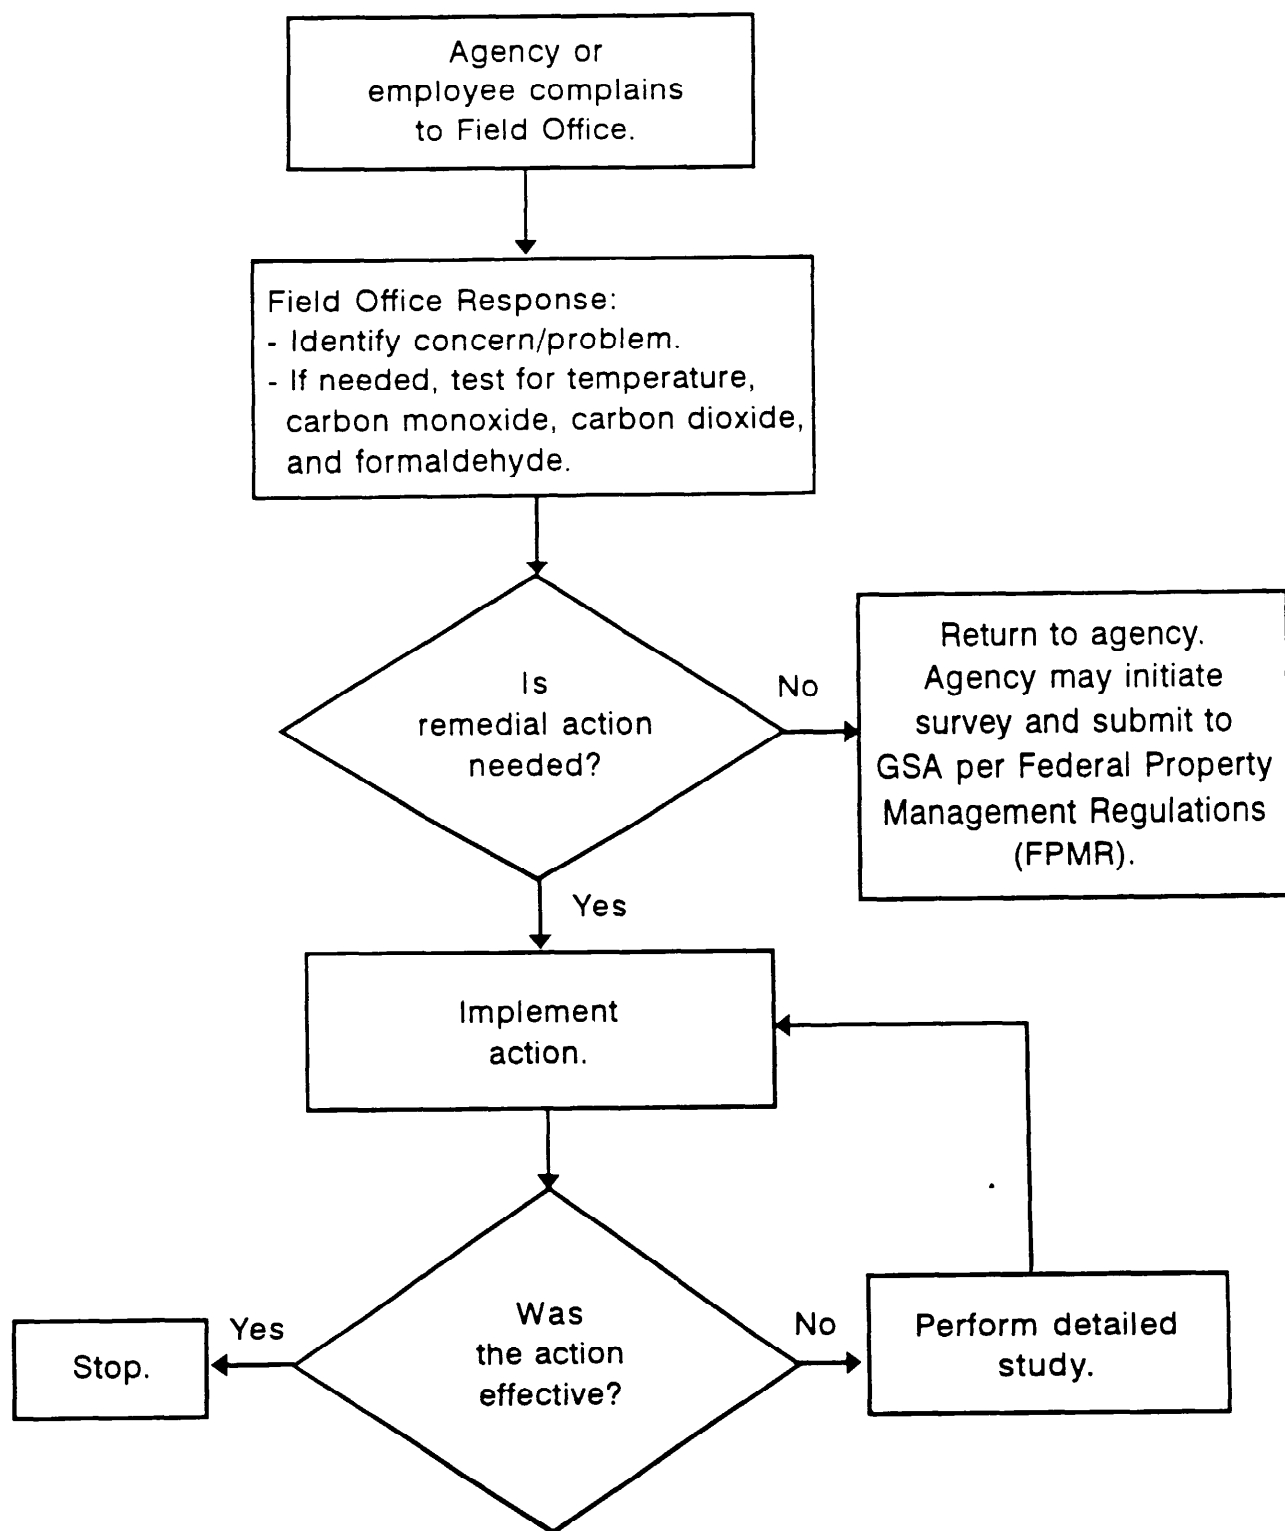 Agency or
employee complains
to Field Office.
Field Office Response:
- Identify concern/problem.
- If needed, test for temperature,
carbon monoxide, carbon dioxide,
and formaldehyde.
Is
remedial action
needed?
No
Return to agency.
Agency may initiate
survey and submit to
GSA per Federal Property
Management Regulations
(FPMR).
Yes
Implement
action.
Was
the action
effective?
Yes
Stop.
No
Perform detailed
study.